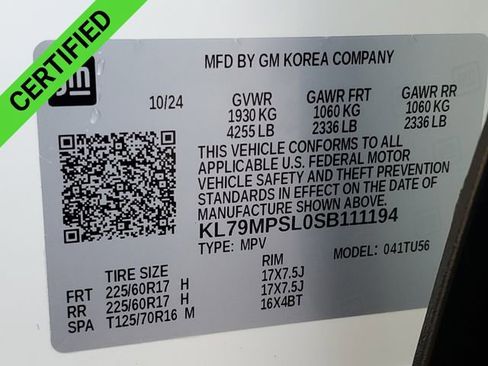 CERTIFIED
gm
MFD BY GM KOREA COMPANY
10/24 GVWR GAWR FRT GAWR RR
1930 KG 1060 KG 1060 KG
4255 LB 2336 LB 2336 LB
THIS VEHICLE CONFORMS TO ALL
APPLICABLE U.S. FEDERAL MOTOR
VEHICLE SAFETY AND THEFT PREVENTION
STANDARDS IN EFFECT ON THE DATE OF
MANUFACTURE SHOWN ABOVE.
KL79MPSL0SB111194
TYPE: MPV MODEL: 041TU56
TIRE SIZE RIM
FRT 225/60R17 H 17X7.5J
RR 225/60R17 H 17X7.5J
SPA T125/70R16 M 16X4BT